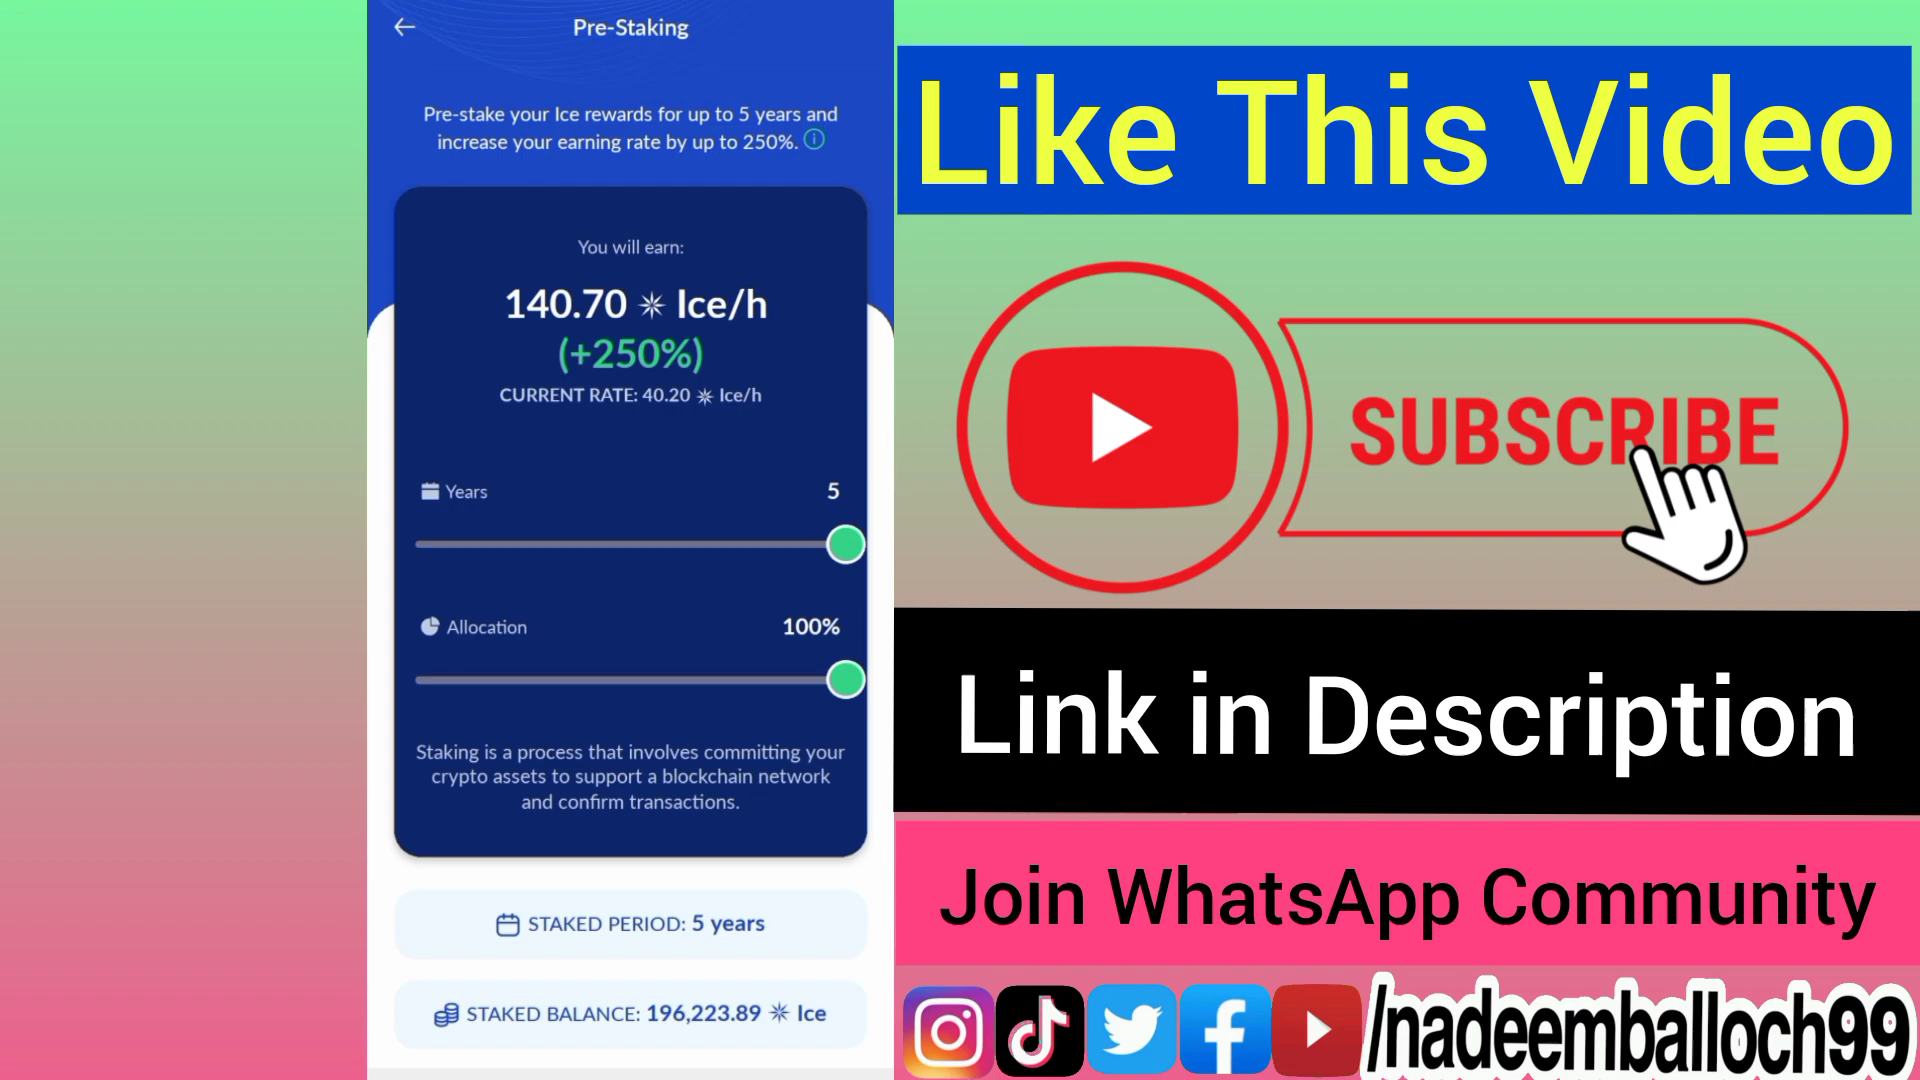 Pre-Staking
Pre-stake your Ice rewards for up to 5 years and
increase your earning rate by up to 250%.
You will earn:
140.70 Ice/h
(+250%)
CURRENT RATE: 40.20 Ice/h
Years 5
Allocation 100%
Staking is a process that involves committing your
crypto assets to support a blockchain network
and confirm transactions.
STAKED PERIOD: 5 years
STAKED BALANCE: 196,223.89 Ice
Like This Video
SUBSCRIBE
Link in Description
Join WhatsApp Community
/nadeemballoch99